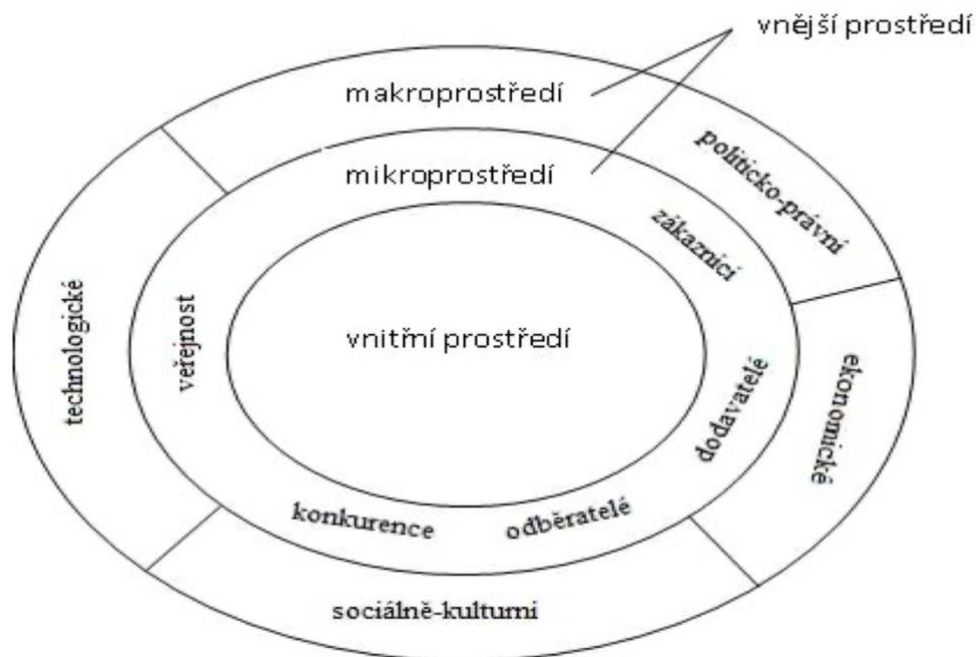 vnější prostředí
makroprostředí
politicko-právní
mikroprostředí
zákazníci
technologické
veřejnost
vnitřní prostředí
ekonomické
dodavatelé
konkurence
odběratelé
sociálně-kulturní